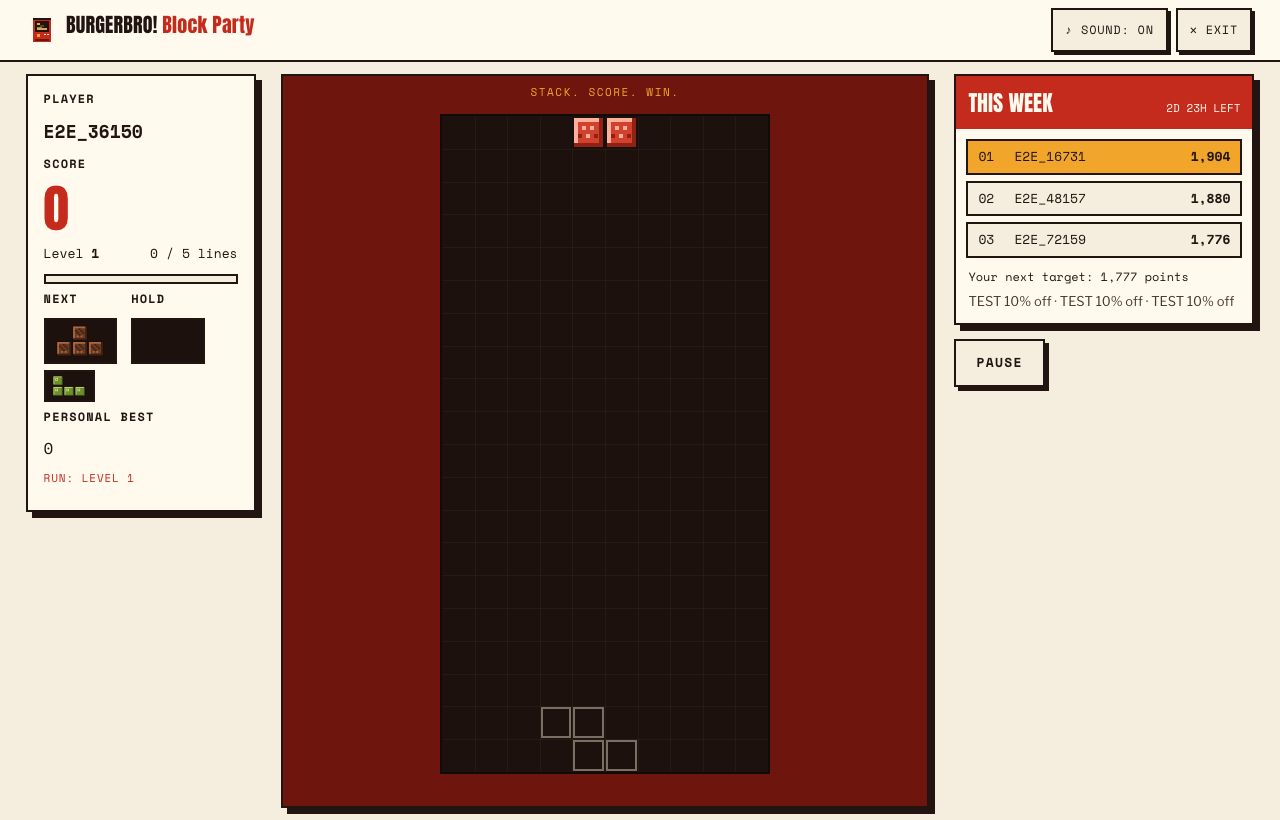 BURGERBRO! Block Party
♪ SOUND: ON
× EXIT
PLAYER
E2E_36150
SCORE
0
Level 1
0 / 5 lines
NEXT
HOLD
PERSONAL BEST
0
RUN: LEVEL 1
STACK. SCORE. WIN.
THIS WEEK
2D 23H LEFT
01 E2E_16731 1,904
02 E2E_48157 1,880
03 E2E_72159 1,776
Your next target: 1,777 points
TEST 10% off · TEST 10% off · TEST 10% off
PAUSE